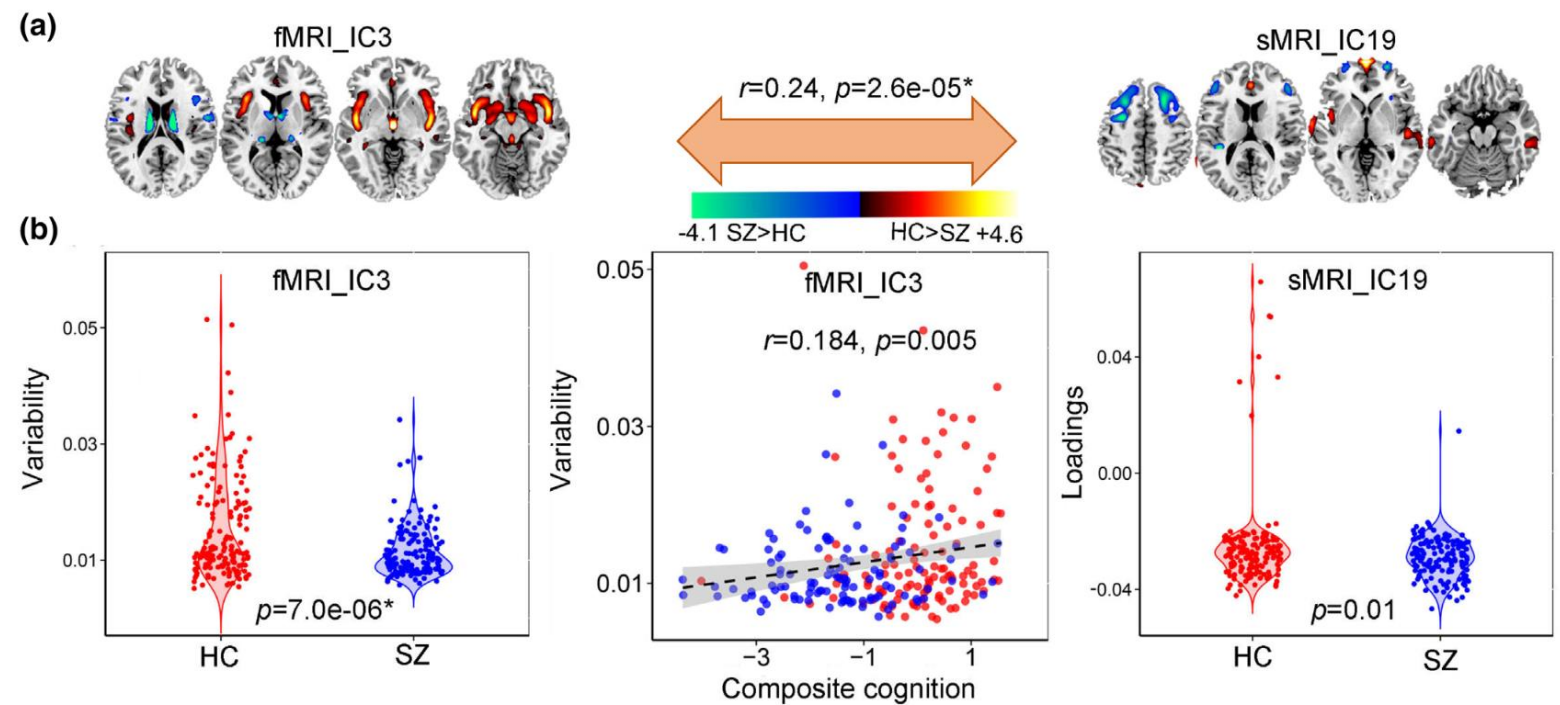 (a)
fMRI_IC3
r=0.24, p=2.6e-05*
sMRI_IC19
-4.1 SZ>HC
HC>SZ +4.6
(b)
fMRI_IC3
Variability
0.05
0.03
0.01
p=7.0e-06*
HC
SZ
fMRI_IC3
r=0.184, p=0.005
Variability
0.05
0.03
0.01
−3
−1
1
Composite cognition
sMRI_IC19
Loadings
0.04
0.00
−0.04
p=0.01
HC
SZ